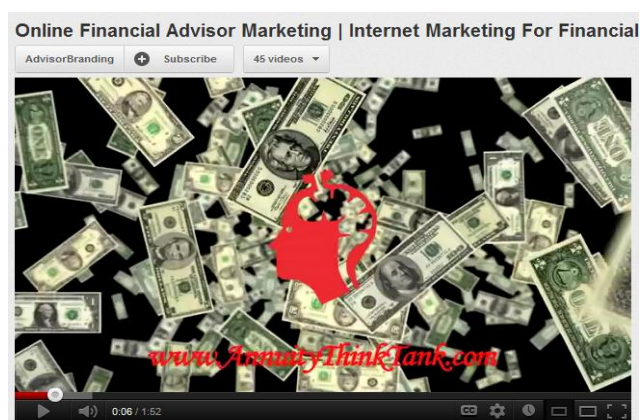 Online Financial Advisor Marketing | Internet Marketing For Financial
AdvisorBranding Subscribe 45 videos
www.AnnuityThinkTank.com
0:06 / 1:52
CC